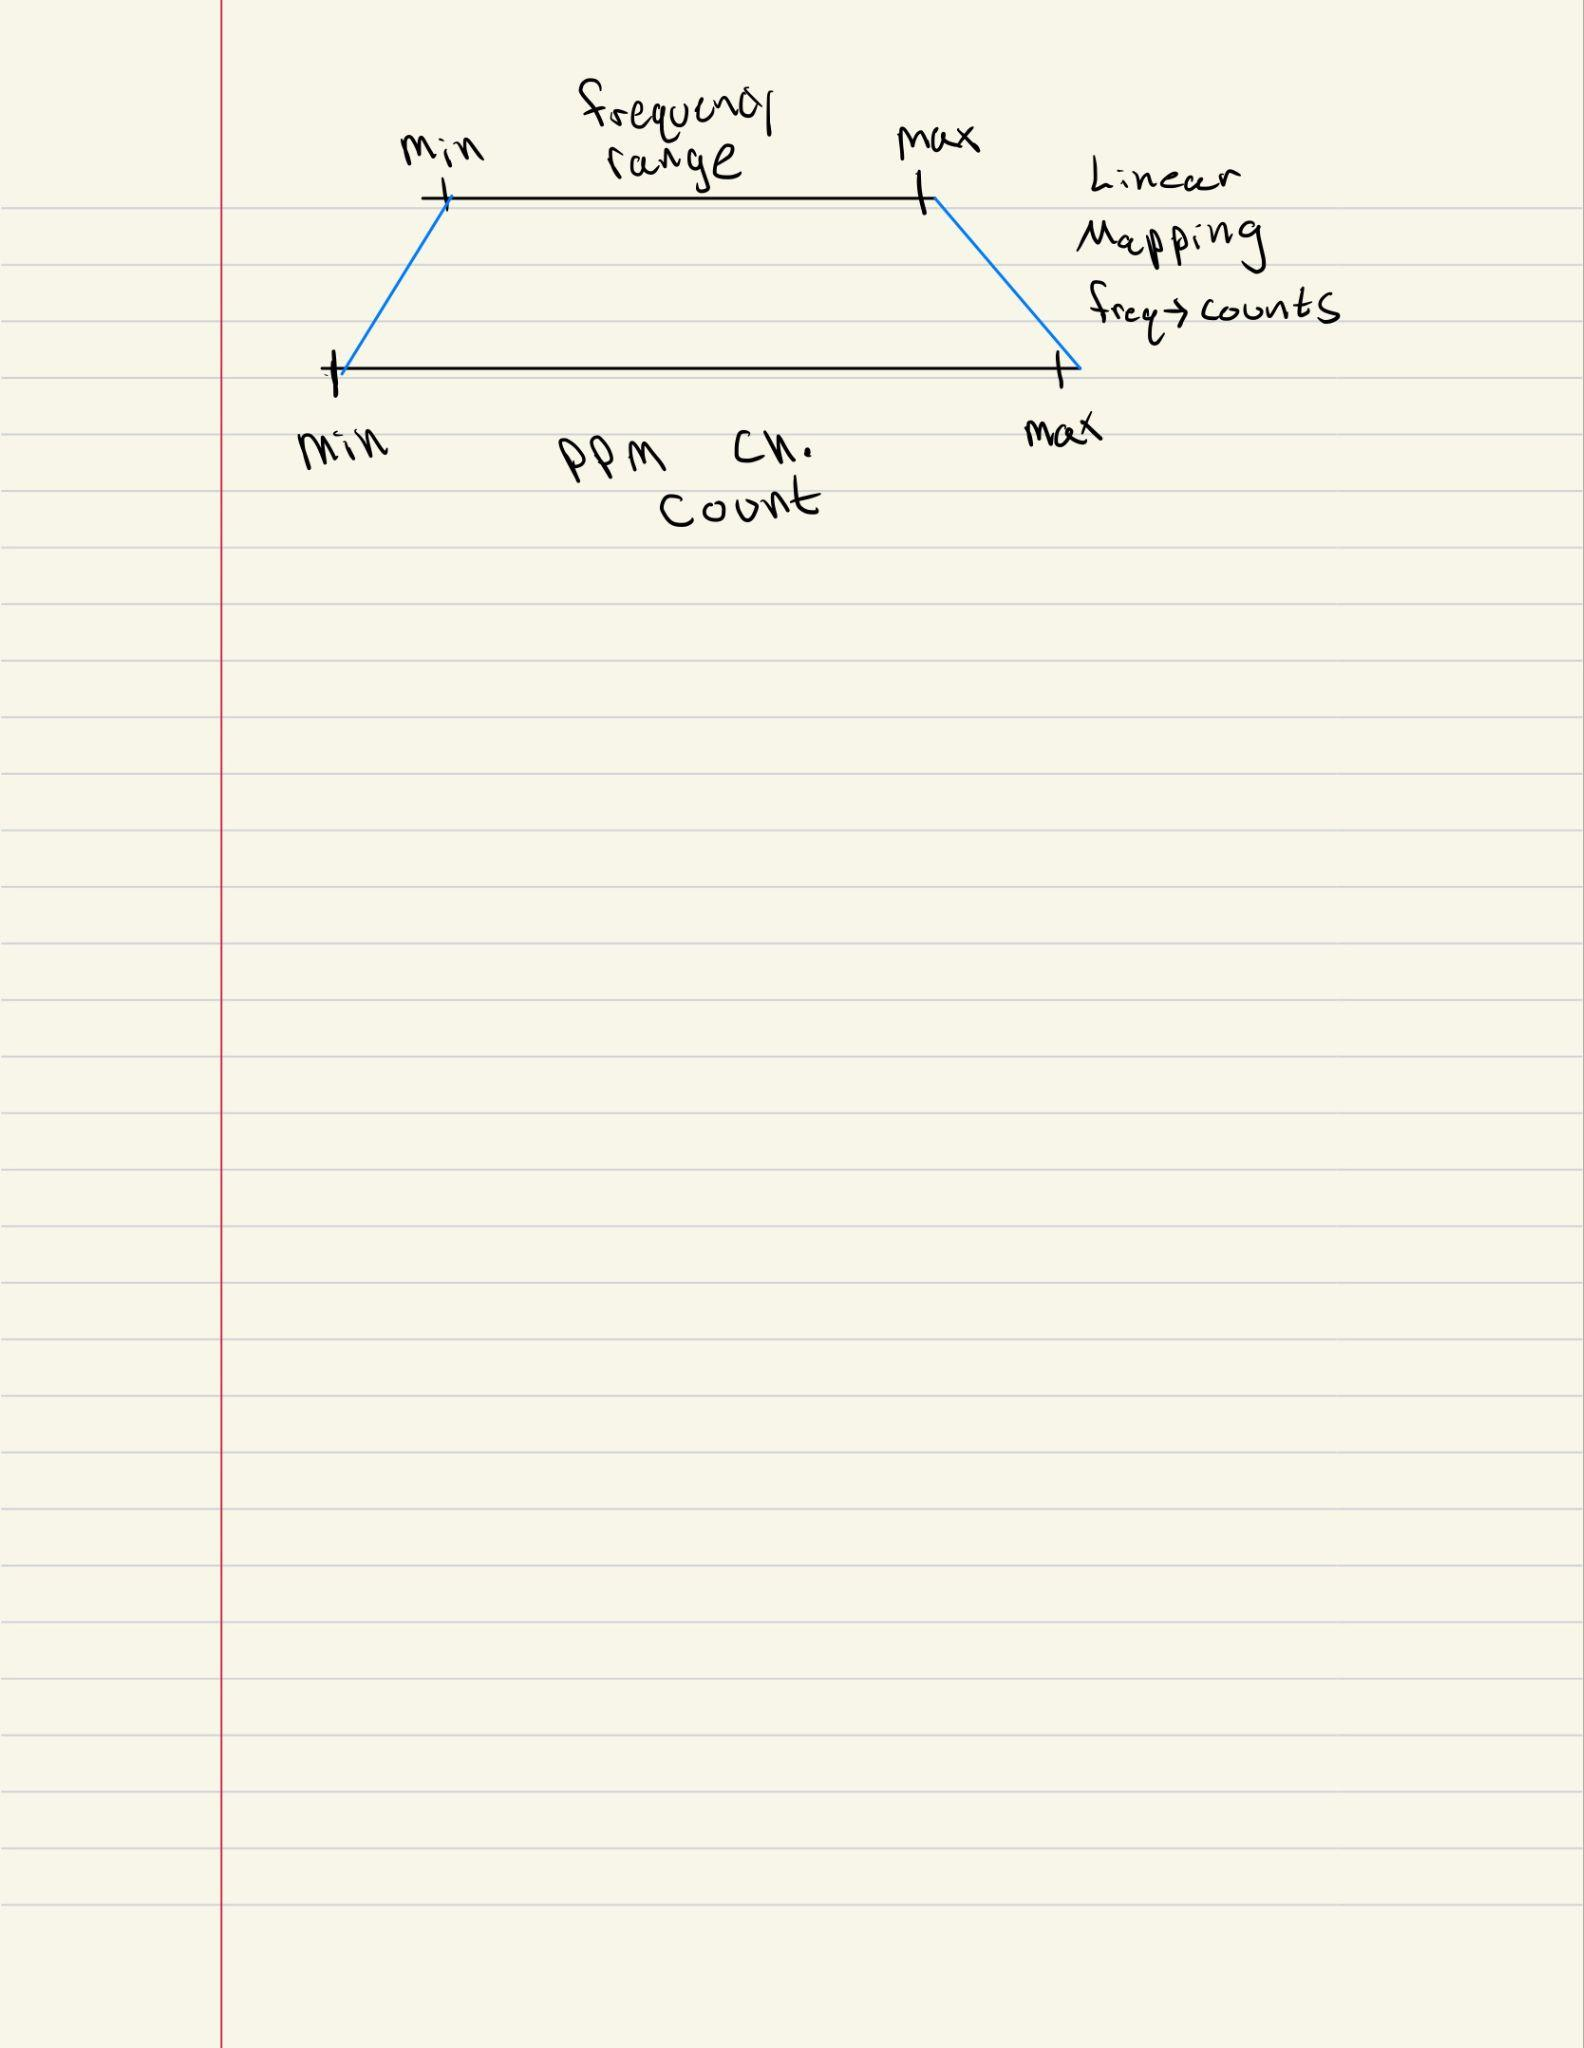 frequency
range
min
max
Linear
Mapping
freq→counts
min
PPM Ch.
Count
max